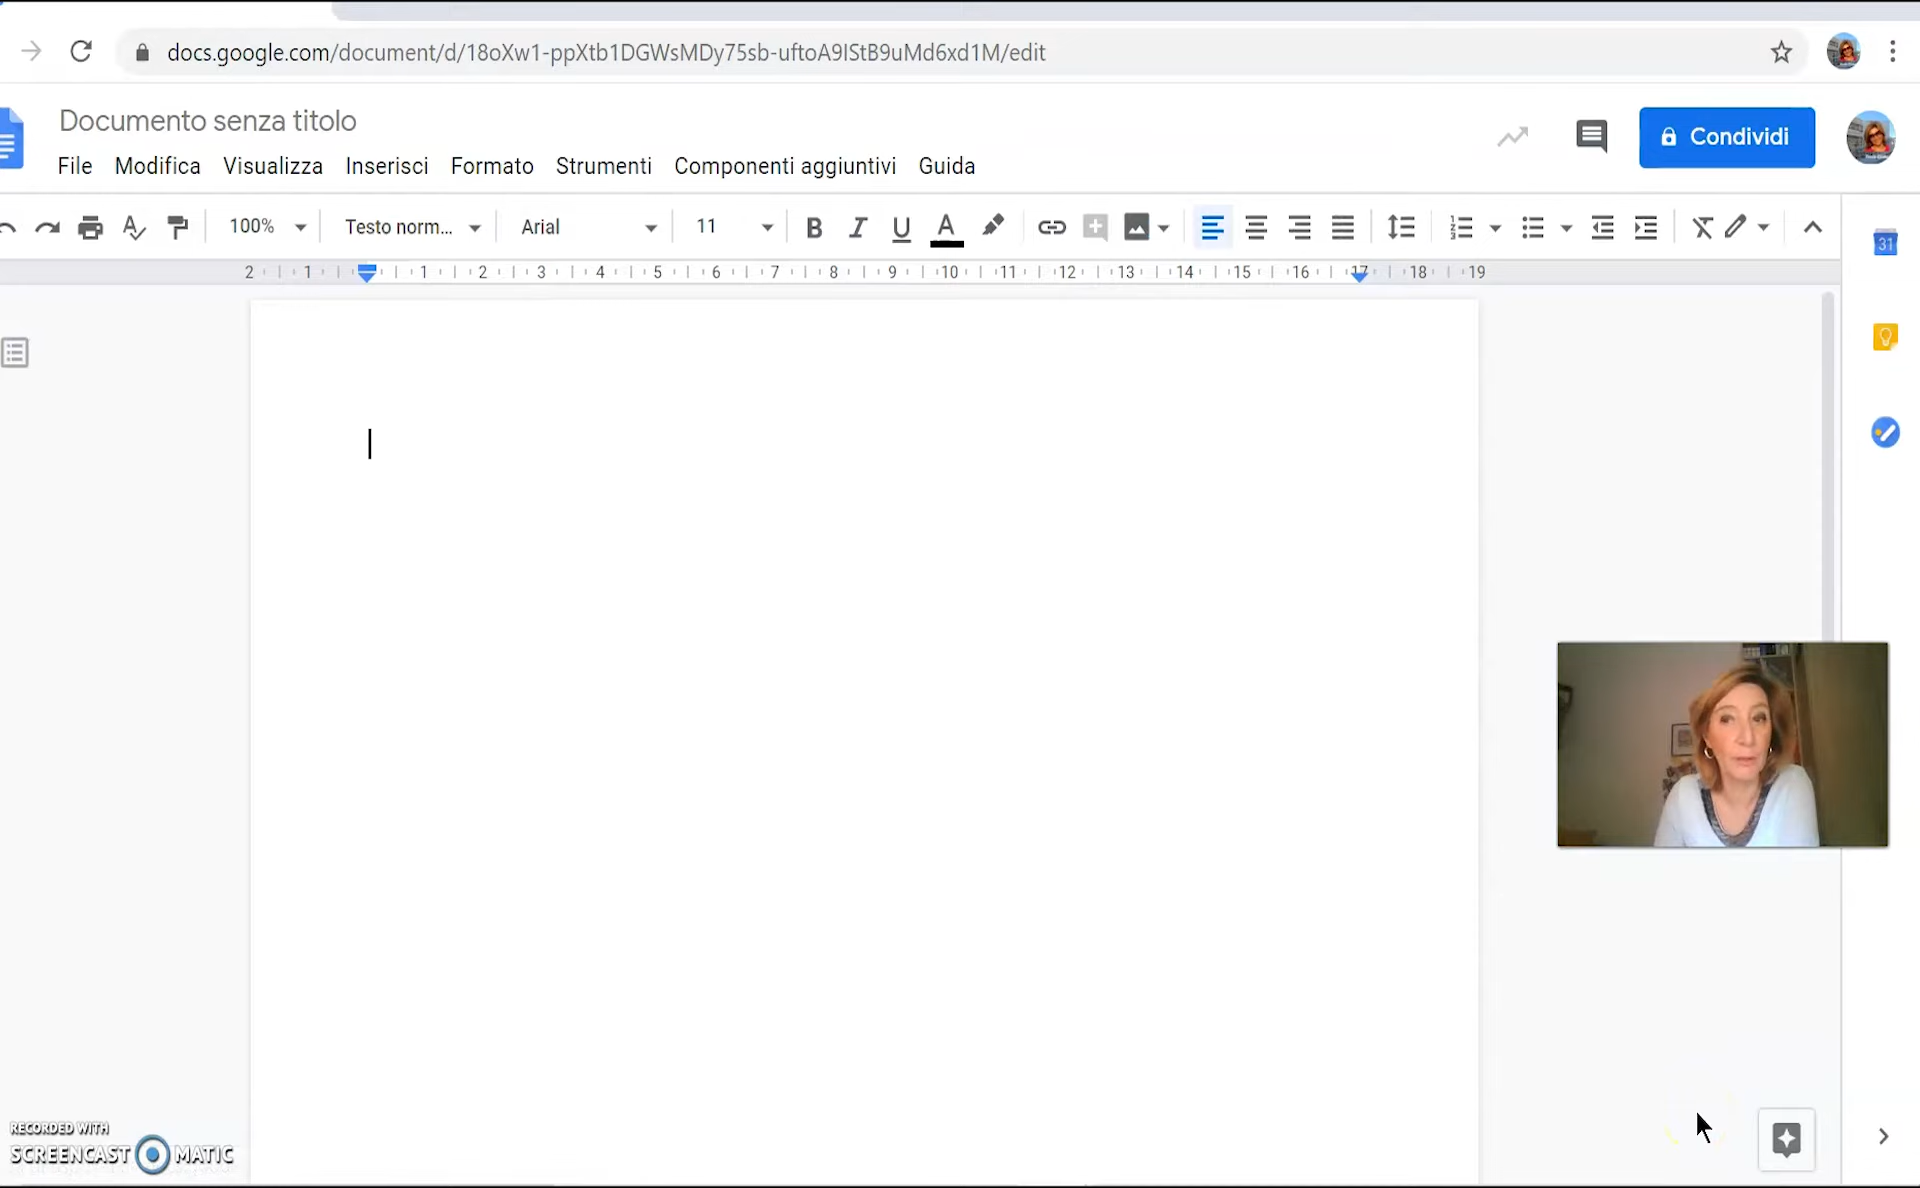 docs.google.com/document/d/18oXw1-ppXtb1DGWsMDy75sb-uftoA9IStB9uMd6xd1M/edit
Documento senza titolo
Condividi
File Modifica Visualizza Inserisci Formato Strumenti Componenti aggiuntivi Guida
100% Testo norm... Arial 11 B I U A
31
2 1 1 2 3 4 5 6 7 8 9 10 11 12 13 14 15 16 17 18 19
RECORDED WITH
SCREENCAST MATIC